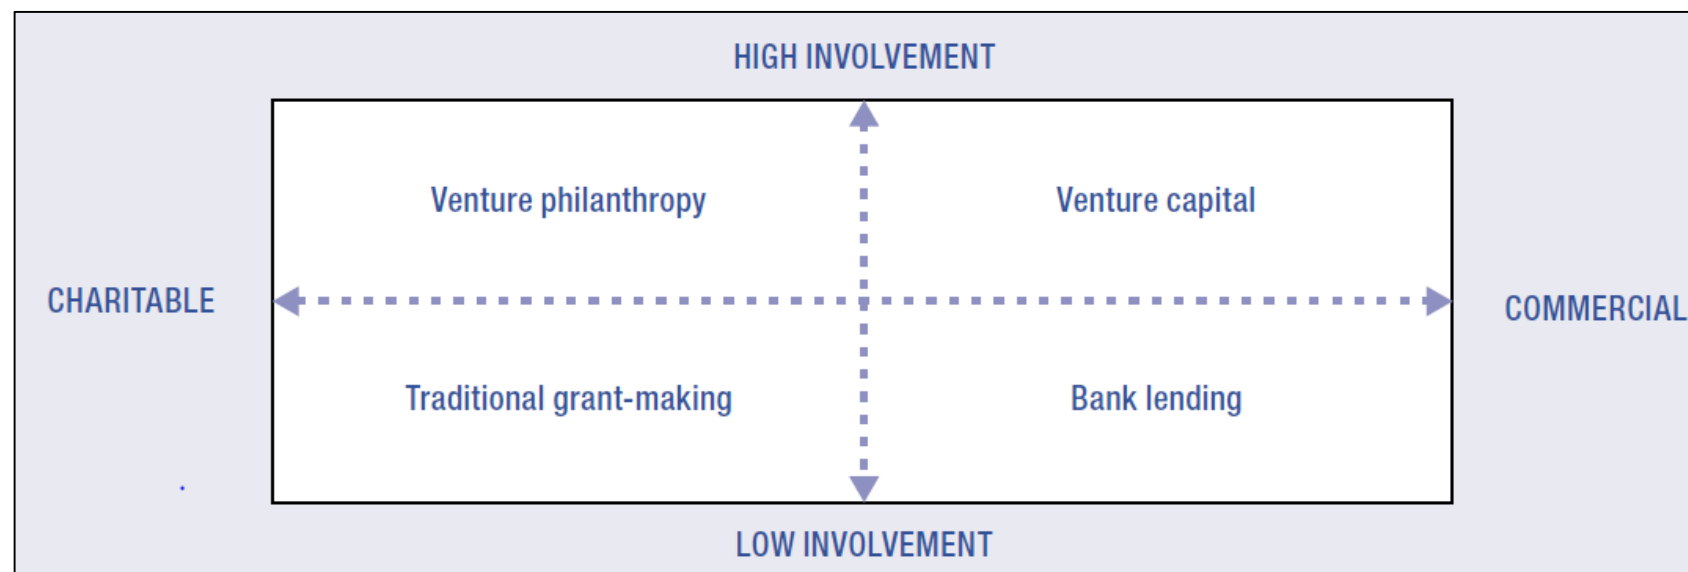 HIGH INVOLVEMENT
Venture philanthropy
Venture capital
CHARITABLE
COMMERCIAL
Traditional grant-making
Bank lending
LOW INVOLVEMENT